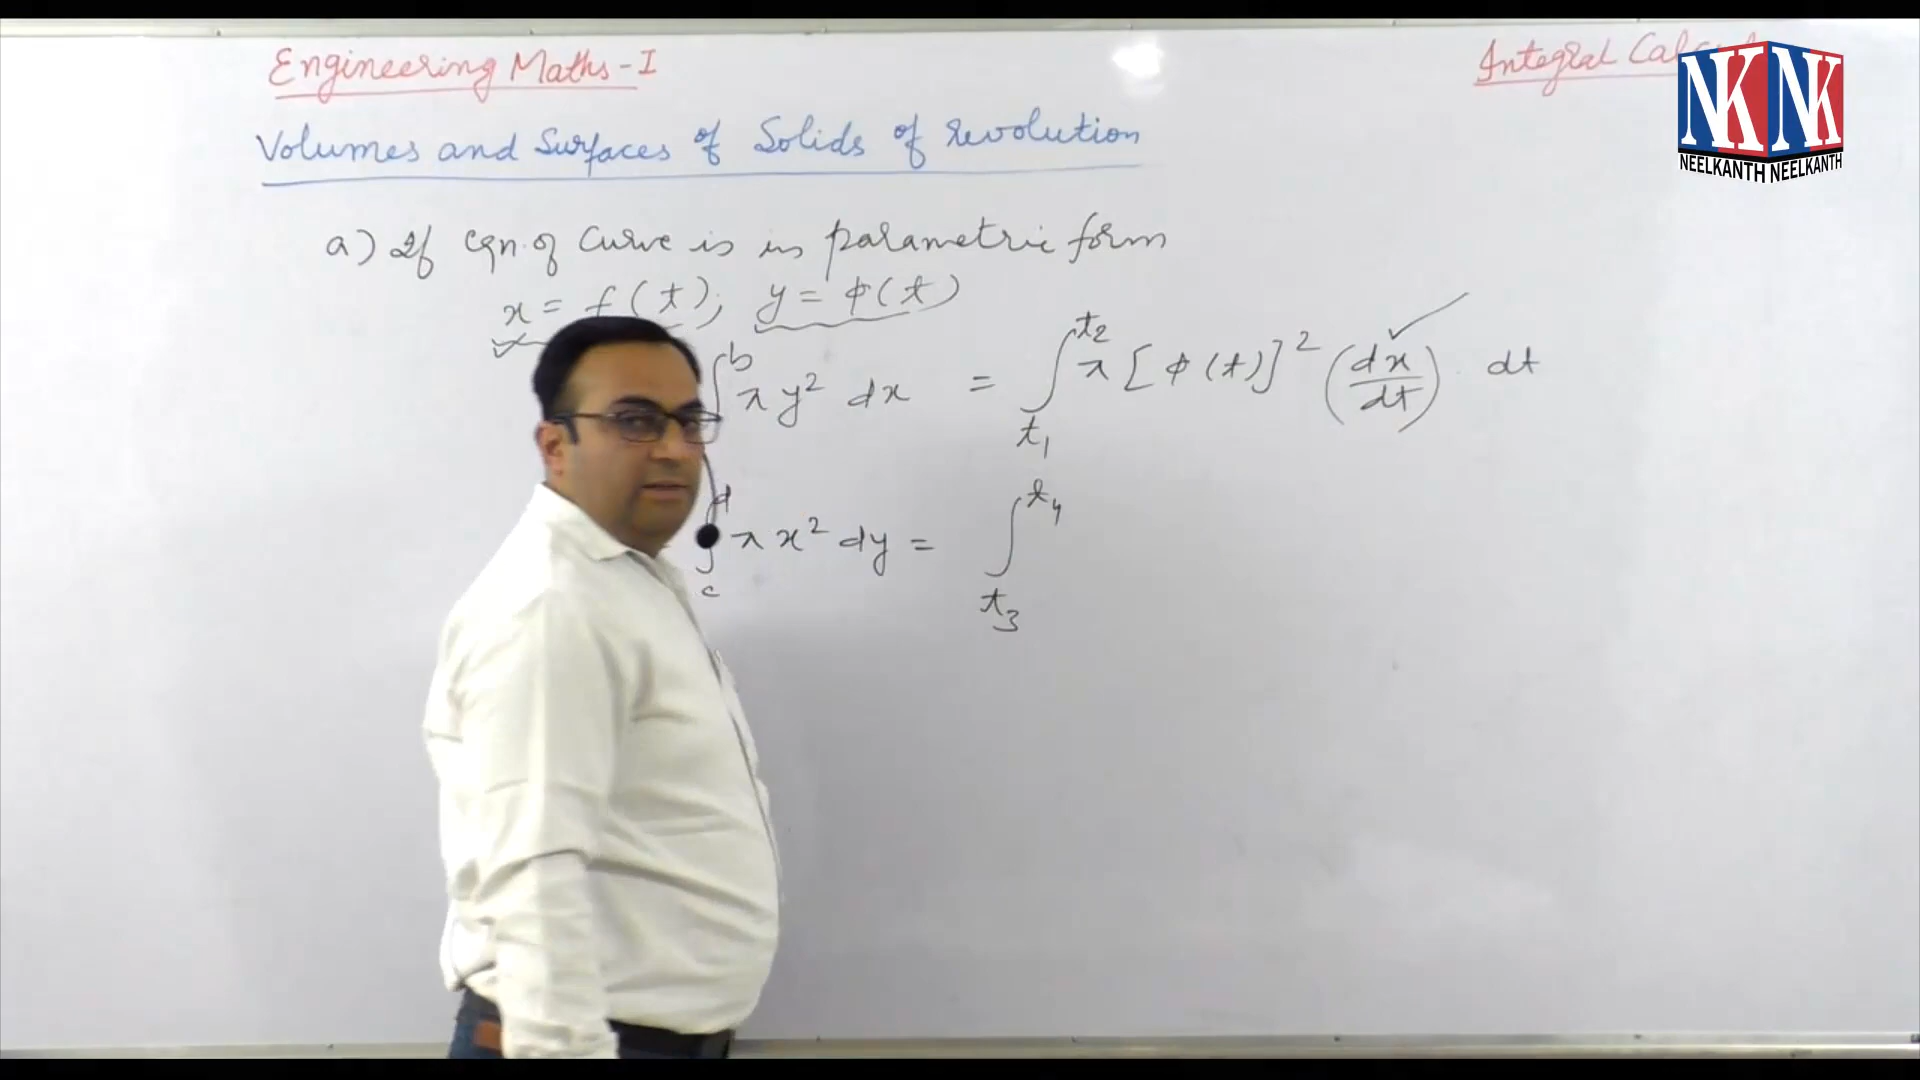 Engineering Maths-I
Integral
NK NK
NEELKANTH NEELKANTH
Volumes and Surfaces of Solids of revolution
a) If Eqn. of Curve is in parametric form
x = f(t); y = φ(t)
∫ b π y² dx = ∫ t₁ t₂ π [φ(t)]² (dx/dt) dt
∫ c d π x² dy = ∫ t₃ t₄